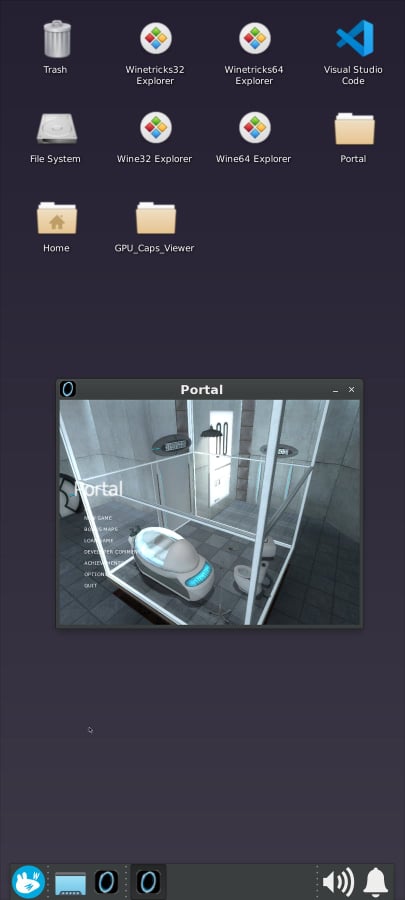 Trash
Winetricks32
Explorer
Winetricks64
Explorer
Visual Studio
Code
File System
Wine32 Explorer
Wine64 Explorer
Portal
Home
GPU_Caps_Viewer
Portal
Portal
NEW GAME
BONUS MAPS
LOAD GAME
DEVELOPER COMMEN
ACHIEVEMENTS
OPTIONS
QUIT
W